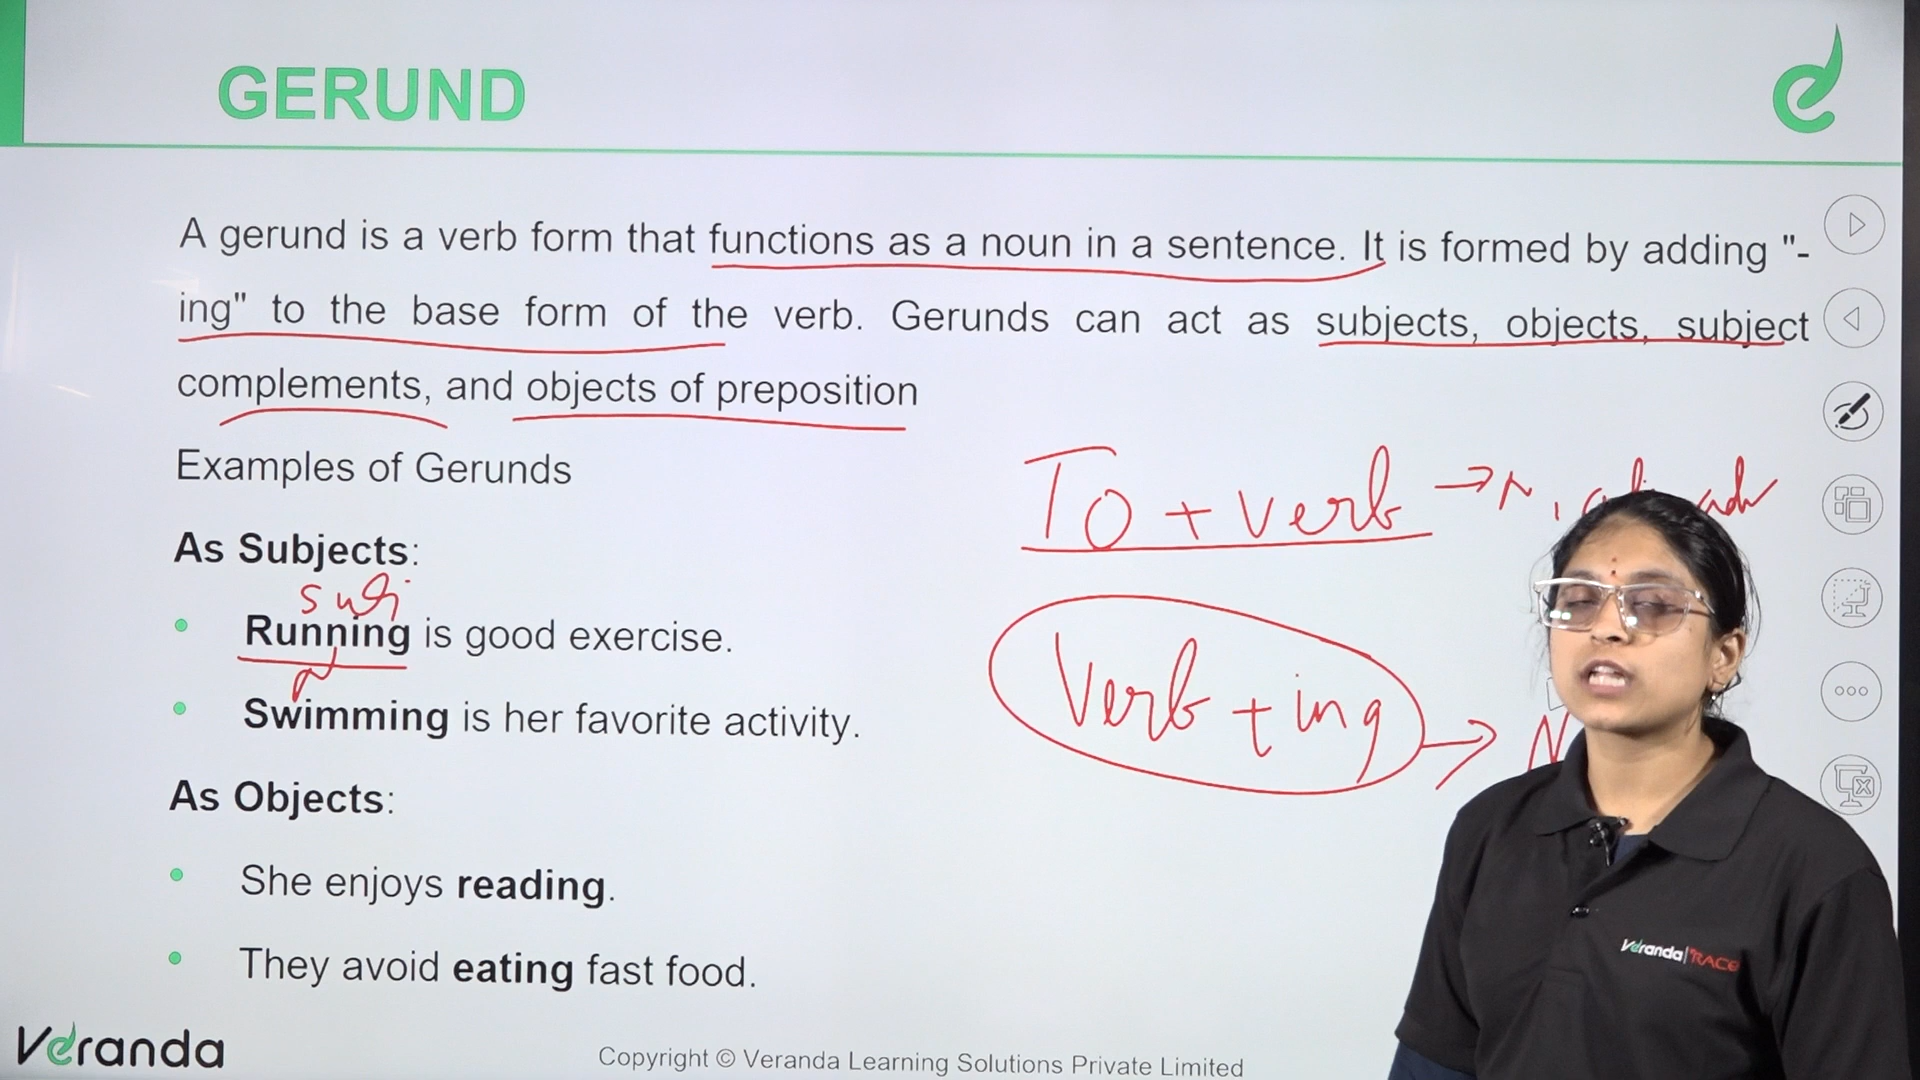 GERUND
A gerund is a verb form that functions as a noun in a sentence. It is formed by adding "-
ing" to the base form of the verb. Gerunds can act as subjects, objects, subject
complements, and objects of preposition
Examples of Gerunds
To + verb → N,
As Subjects:
subj
Running is good exercise.
N
Verb + ing → N
Swimming is her favorite activity.
As Objects:
She enjoys reading.
They avoid eating fast food.
Veranda | RACE
Veranda
Copyright © Veranda Learning Solutions Private Limited